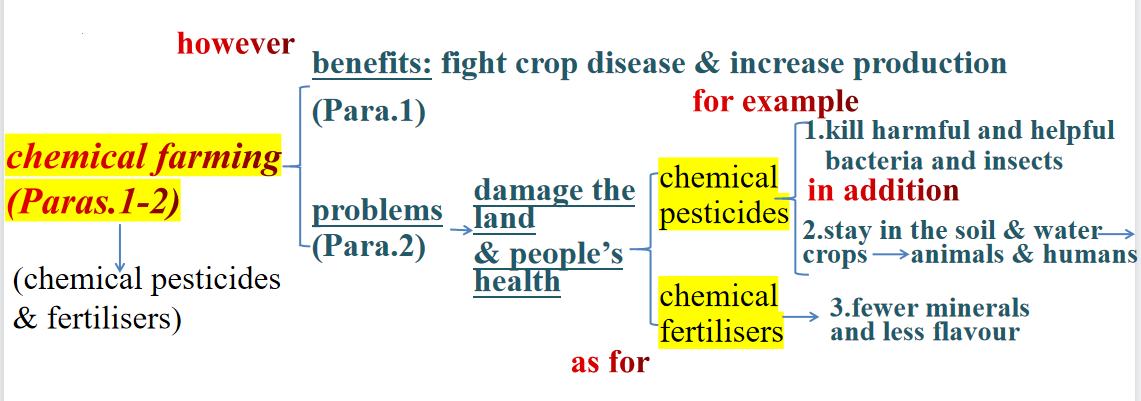 however
benefits: fight crop disease & increase production
(Para.1)
for example
1.kill harmful and helpful
bacteria and insects
chemical farming
(Paras.1-2)
chemical
pesticides
in addition
damage the
land
& people's
health
problems
(Para.2)
2.stay in the soil & water
crops
animals & humans
(chemical pesticides
& fertilisers)
chemical
fertilisers
3.fewer minerals
and less flavour
as for